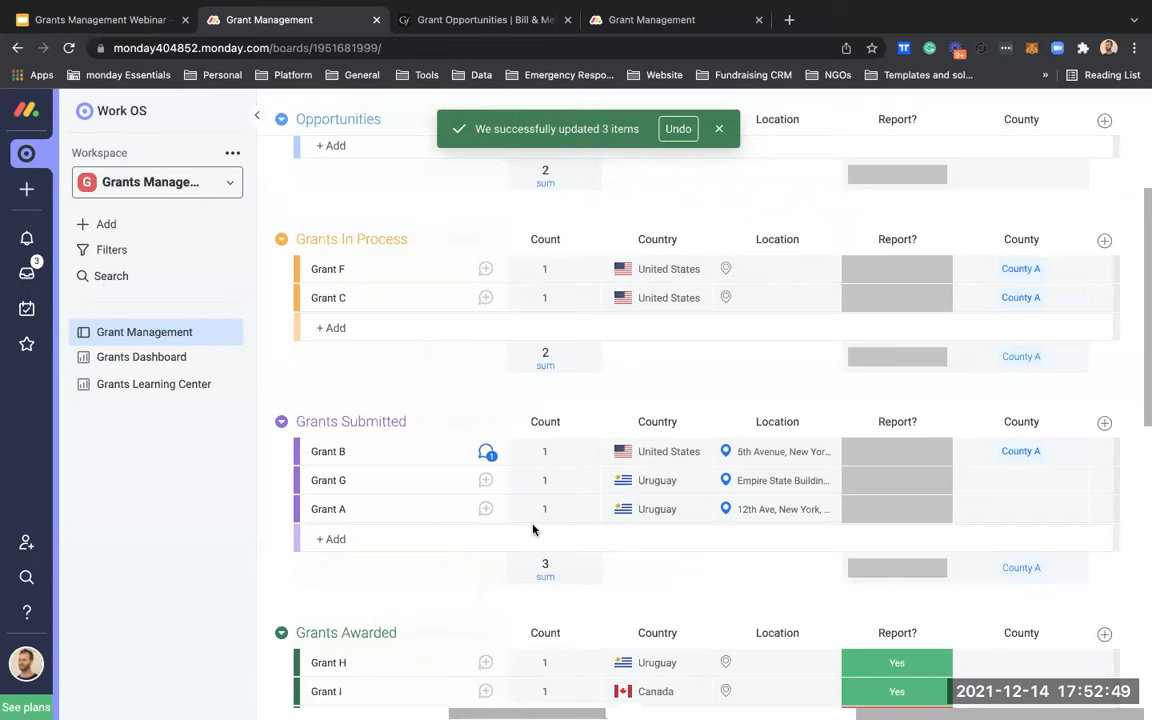 Grants Management Webinar
Grant Management
Grant Opportunities | Bill & Me
Grant Management
monday404852.monday.com/boards/1951681999/
Apps
monday Essentials
Personal
Platform
General
Tools
Data
Emergency Respo...
Website
Fundraising CRM
NGOs
Templates and sol...
»
Reading List
Work OS
Workspace
G
Grants Manage...
Add
Filters
Search
Grant Management
Grants Dashboard
Grants Learning Center
3
?
See plans
We successfully updated 3 items
Undo
Opportunities
Location
Report?
County
+ Add
2
sum
Grants In Process
Count
Country
Location
Report?
County
Grant F
1
United States
County A
Grant C
1
United States
County A
+ Add
2
sum
County A
Grants Submitted
Count
Country
Location
Report?
County
Grant B
1
1
United States
5th Avenue, New Yor...
County A
Grant G
1
Uruguay
Empire State Buildin...
Grant A
1
Uruguay
12th Ave, New York, ...
+ Add
3
sum
County A
Grants Awarded
Count
Country
Location
Report?
County
Grant H
1
Uruguay
Yes
Grant i
1
Canada
Yes
2021-12-14 17:52:49